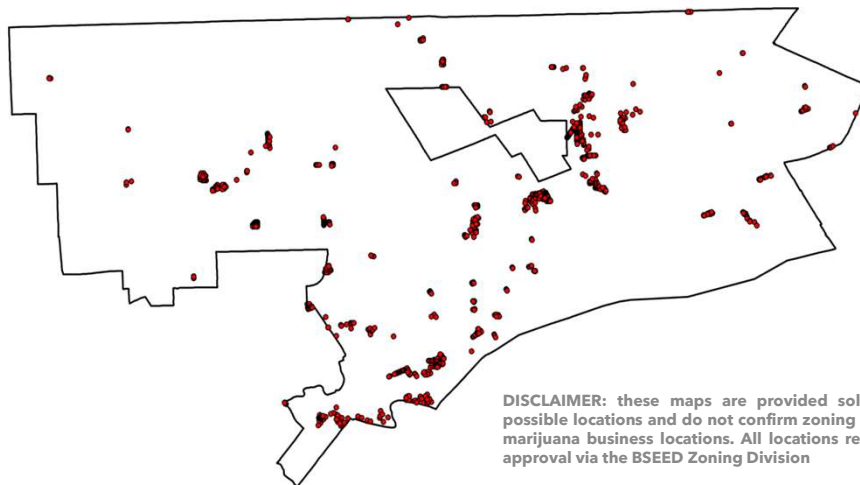 DISCLAIMER: these maps are provided sol
possible locations and do not confirm zoning
marijuana business locations. All locations re
approval via the BSEED Zoning Division